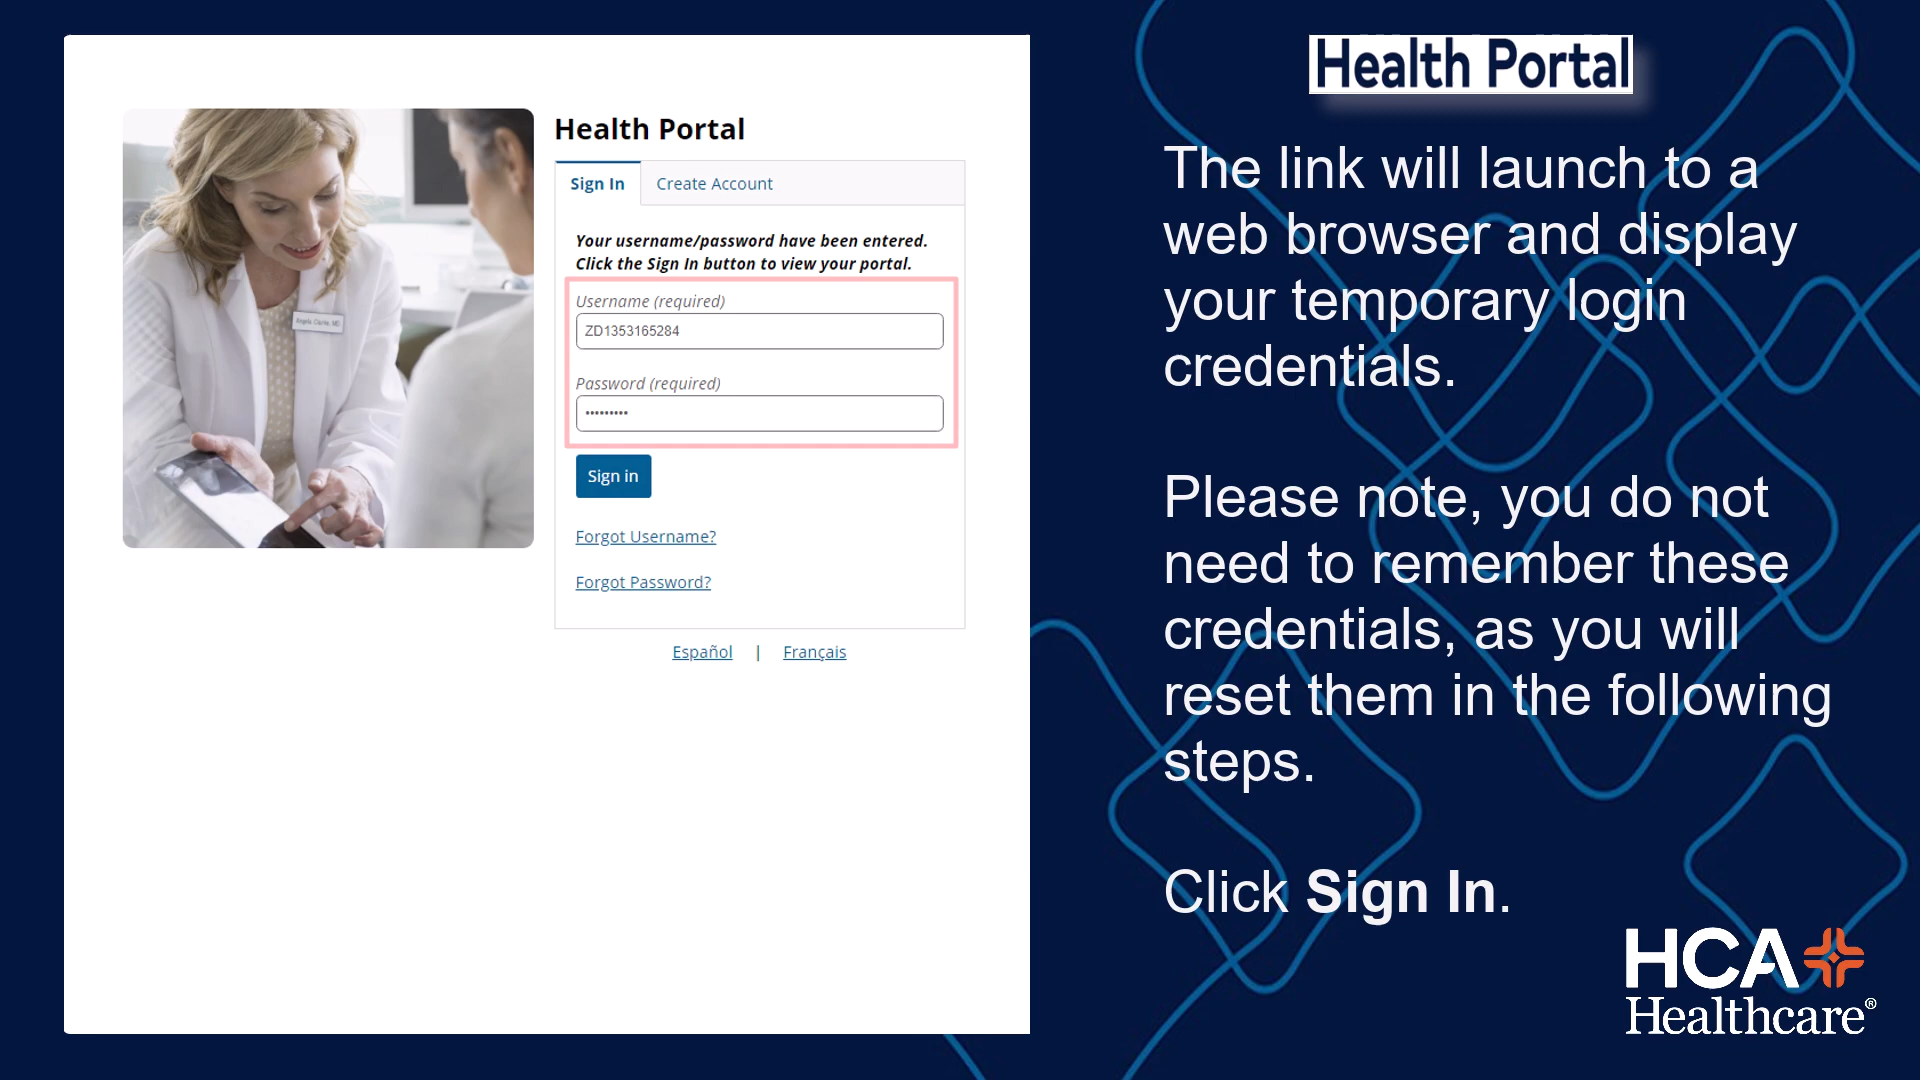 Health Portal
Sign In
Create Account
Your username/password have been entered.
Click the Sign In button to view your portal.
Username (required)
ZD1353165284
Password (required)
•••••••••
Sign in
Forgot Username?
Forgot Password?
Español | Français
Angela Clarke, MD
Health Portal
The link will launch to a
web browser and display
your temporary login
credentials.
Please note, you do not
need to remember these
credentials, as you will
reset them in the following
steps.
Click Sign In.
HCA
Healthcare®